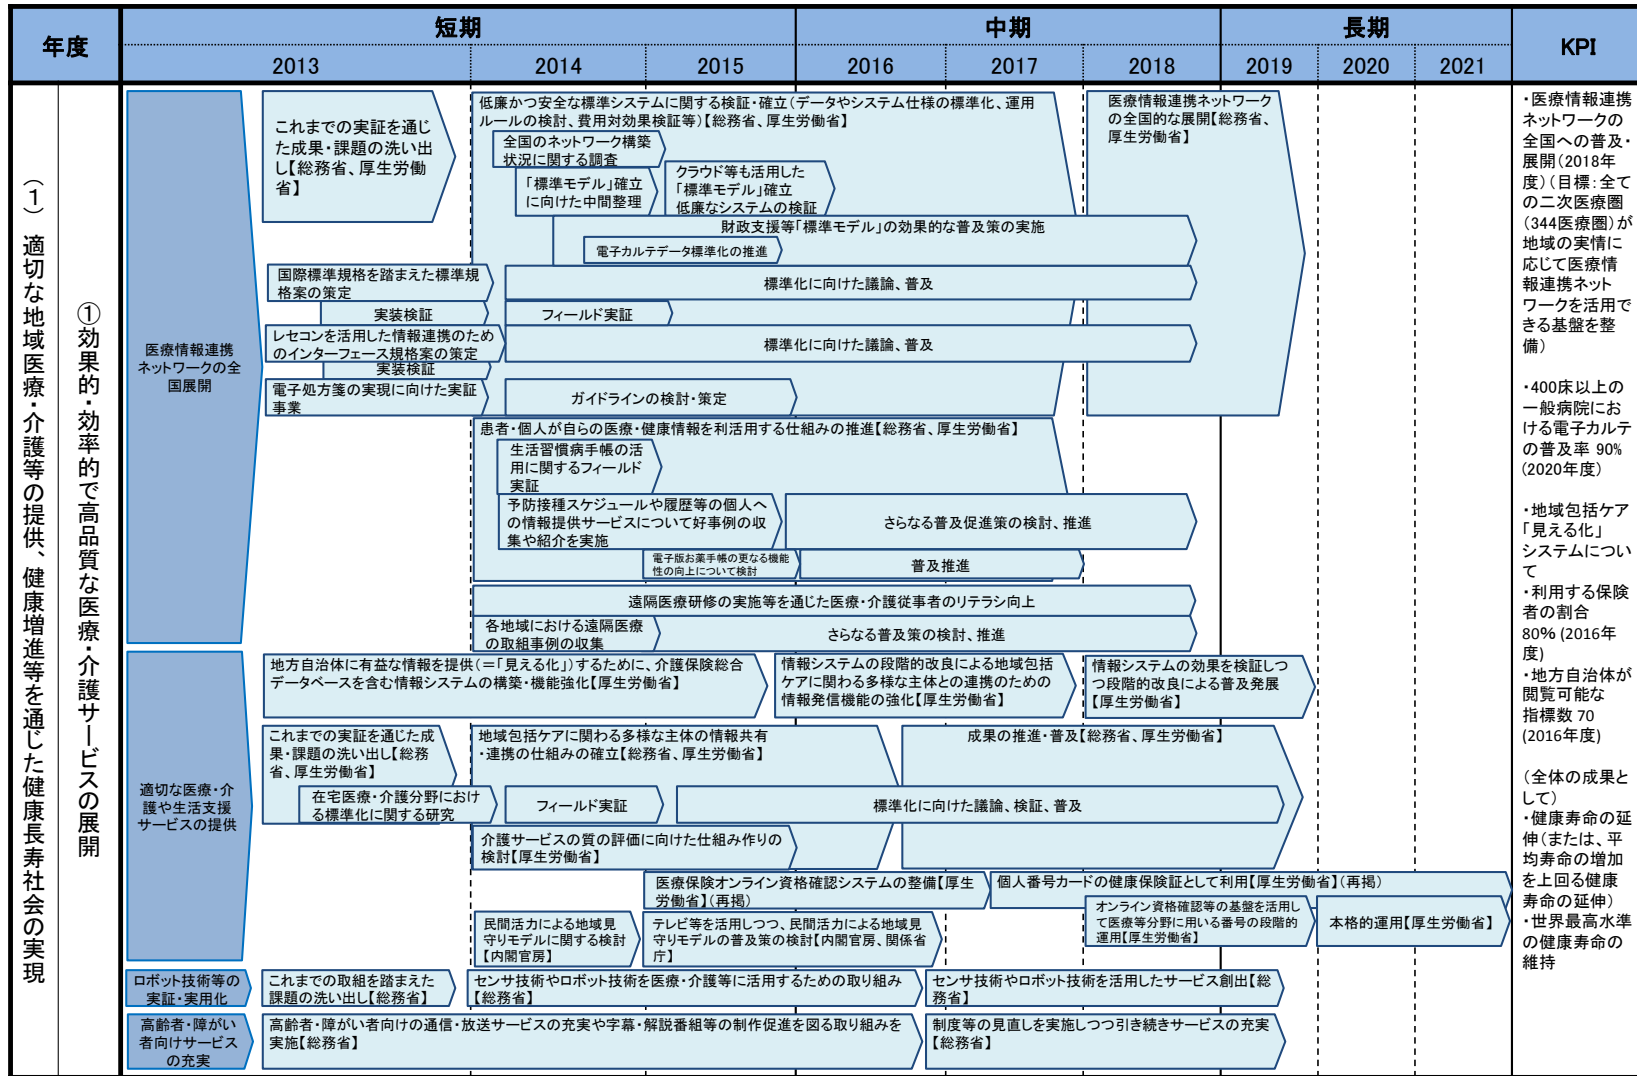 年度
短期
中期
長期
KPI
2013
2014
2015
2016
2017
2018
2019
2020
2021
（１）適切な地域医療・介護等の提供、健康増進等を通じた健康長寿社会の実現
①効果的・効率的で高品質な医療・介護サービスの展開
医療情報連携
ネットワークの全
国展開
これまでの実証を通じ
た成果・課題の洗い出
し【総務省、厚生労働
省】
低廉かつ安全な標準システムに関する検証・確立（データやシステム仕様の標準化、運用
ルールの検討、費用対効果検証等）【総務省、厚生労働省】
全国のネットワーク構築
状況に関する調査
「標準モデル」確立
に向けた中間整理
クラウド等も活用した
「標準モデル」確立
低廉なシステムの検証
財政支援等「標準モデル」の効果的な普及策の実施
電子カルテデータ標準化の推進
医療情報連携ネットワーク
の全国的な展開【総務省、
厚生労働省】
国際標準規格を踏まえた標準規
格案の策定
標準化に向けた議論、普及
実装検証
フィールド実証
レセコンを活用した情報連携のため
のインターフェース規格案の策定
標準化に向けた議論、普及
実装検証
電子処方箋の実現に向けた実証
事業
ガイドラインの検討・策定
患者・個人が自らの医療・健康情報を利活用する仕組みの推進【総務省、厚生労働省】
生活習慣病手帳の活
用に関するフィールド
実証
予防接種スケジュールや履歴等の個人へ
の情報提供サービスについて好事例の収
集や紹介を実施
さらなる普及促進策の検討、推進
電子版お薬手帳の更なる機能
性の向上について検討
普及推進
遠隔医療研修の実施等を通じた医療・介護従事者のリテラシ向上
各地域における遠隔医療
の取組事例の収集
さらなる普及策の検討、推進
適切な医療・介
護や生活支援
サービスの提供
地方自治体に有益な情報を提供（＝「見える化」）するために、介護保険総合
データベースを含む情報システムの構築・機能強化【厚生労働省】
情報システムの段階的改良による地域包括
ケアに関わる多様な主体との連携のための
情報発信機能の強化【厚生労働省】
情報システムの効果を検証しつ
つ段階的改良による普及発展
【厚生労働省】
これまでの実証を通じた成
果・課題の洗い出し【総務
省、厚生労働省】
地域包括ケアに関わる多様な主体の情報共有
・連携の仕組みの確立【総務省、厚生労働省】
成果の推進・普及【総務省、厚生労働省】
在宅医療・介護分野におけ
る標準化に関する研究
フィールド実証
標準化に向けた議論、検証、普及
介護サービスの質の評価に向けた仕組み作りの
検討【厚生労働省】
医療保険オンライン資格確認システムの整備【厚生
労働省】（再掲）
個人番号カードの健康保険証として利用【厚生労働省】（再掲）
オンライン資格確認等の基盤を活用し
て医療等分野に用いる番号の段階的
運用【厚生労働省】
本格的運用【厚生労働省】
民間活力による地域見
守りモデルに関する検討
【内閣官房】
テレビ等を活用しつつ、民間活力による地域見
守りモデルの普及策の検討【内閣官房、関係省
庁】
ロボット技術等の
実証・実用化
これまでの取組を踏まえた
課題の洗い出し【総務省】
センサ技術やロボット技術を医療・介護等に活用するための取り組み
【総務省】
センサ技術やロボット技術を活用したサービス創出【総
務省】
高齢者・障がい
者向けサービス
の充実
高齢者・障がい者向けの通信・放送サービスの充実や字幕・解説番組等の制作促進を図る取り組みを
実施【総務省】
制度等の見直しを実施しつつ引き続きサービスの充実
【総務省】
・医療情報連携
ネットワークの
全国への普及・
展開（2018年
度）（目標：全て
の二次医療圏
（344医療圏）が
地域の実情に
応じて医療情
報連携ネット
ワークを活用で
きる基盤を整
備）
・400床以上の
一般病院にお
ける電子カルテ
の普及率 90%
（2020年度）
・地域包括ケア
「見える化」
システムについ
て
・利用する保険
者の割合
80% (2016年
度)
・地方自治体が
閲覧可能な
指標数 70
(2016年度)
（全体の成果と
して）
・健康寿命の延
伸（または、平
均寿命の増加
を上回る健康
寿命の延伸）
・世界最高水準
の健康寿命の
維持